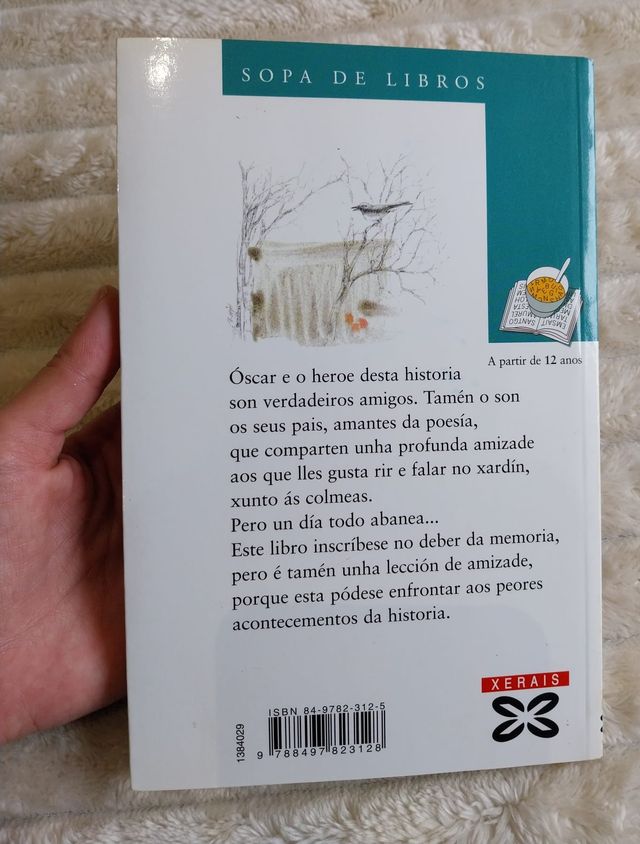 SOPA DE LIBROS
A partir de 12 anos
Óscar e o heroe desta historia
son verdadeiros amigos. Tamén o son
os seus pais, amantes da poesía,
que comparten unha profunda amizade
aos que lles gusta rir e falar no xardín,
xunto ás colmeas.
Pero un día todo abanea...
Este libro inscríbese no deber da memoria,
pero é tamén unha lección de amizade,
porque esta pódese enfrontar aos peores
acontecementos da historia.
XERAIS
ISBN 84-9782-312-5
1384029
9 788497 823128